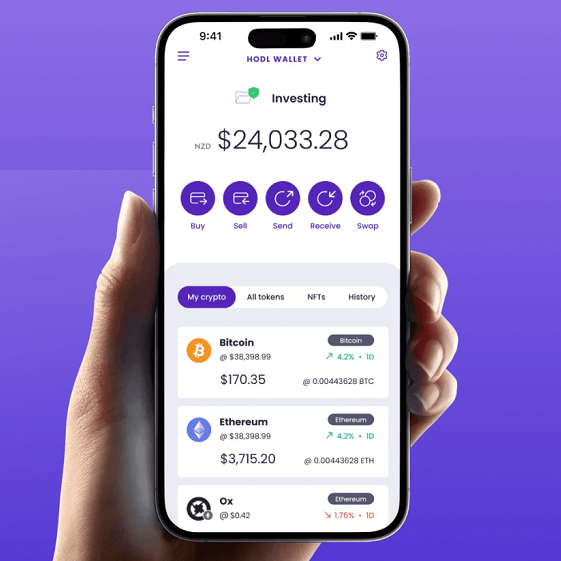 9:41
HODL WALLET
Investing
NZD $24,033.28
Buy Sell Send Receive Swap
My crypto All tokens NFTs History
Bitcoin Bitcoin
@ $38,398.99 4.2% • 1D
$170.35 @ 0.00443628 BTC
Ethereum Ethereum
@ $38,398.99 4.2% • 1D
$3,715.20 @ 0.00443628 ETH
Ox Ethereum
@ $0.42 1.76% • 1D